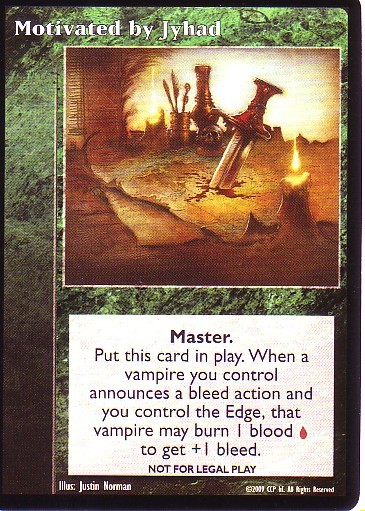 Motivated by Jyhad
Master.
Put this card in play. When a
vampire you control
announces a bleed action and
you control the Edge, that
vampire may burn 1 blood
to get +1 bleed.
NOT FOR LEGAL PLAY
Illus: Justin Norman
©2009 CCP hf. All Rights Reserved